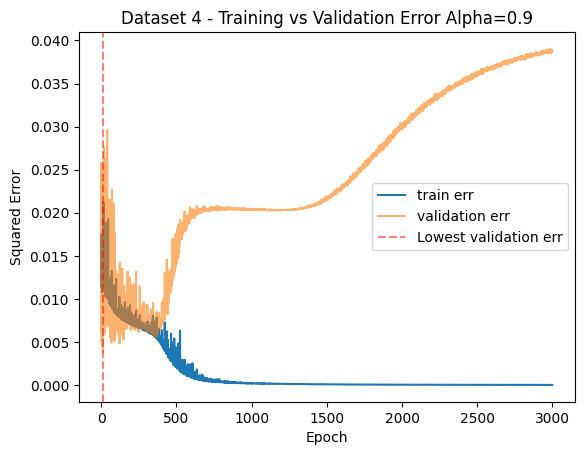 Dataset 4 - Training vs Validation Error Alpha=0.9
0.040
0.035
0.030
0.025
0.020
0.015
0.010
0.005
0.000
Squared Error
train err
validation err
Lowest validation err
0 500 1000 1500 2000 2500 3000
Epoch